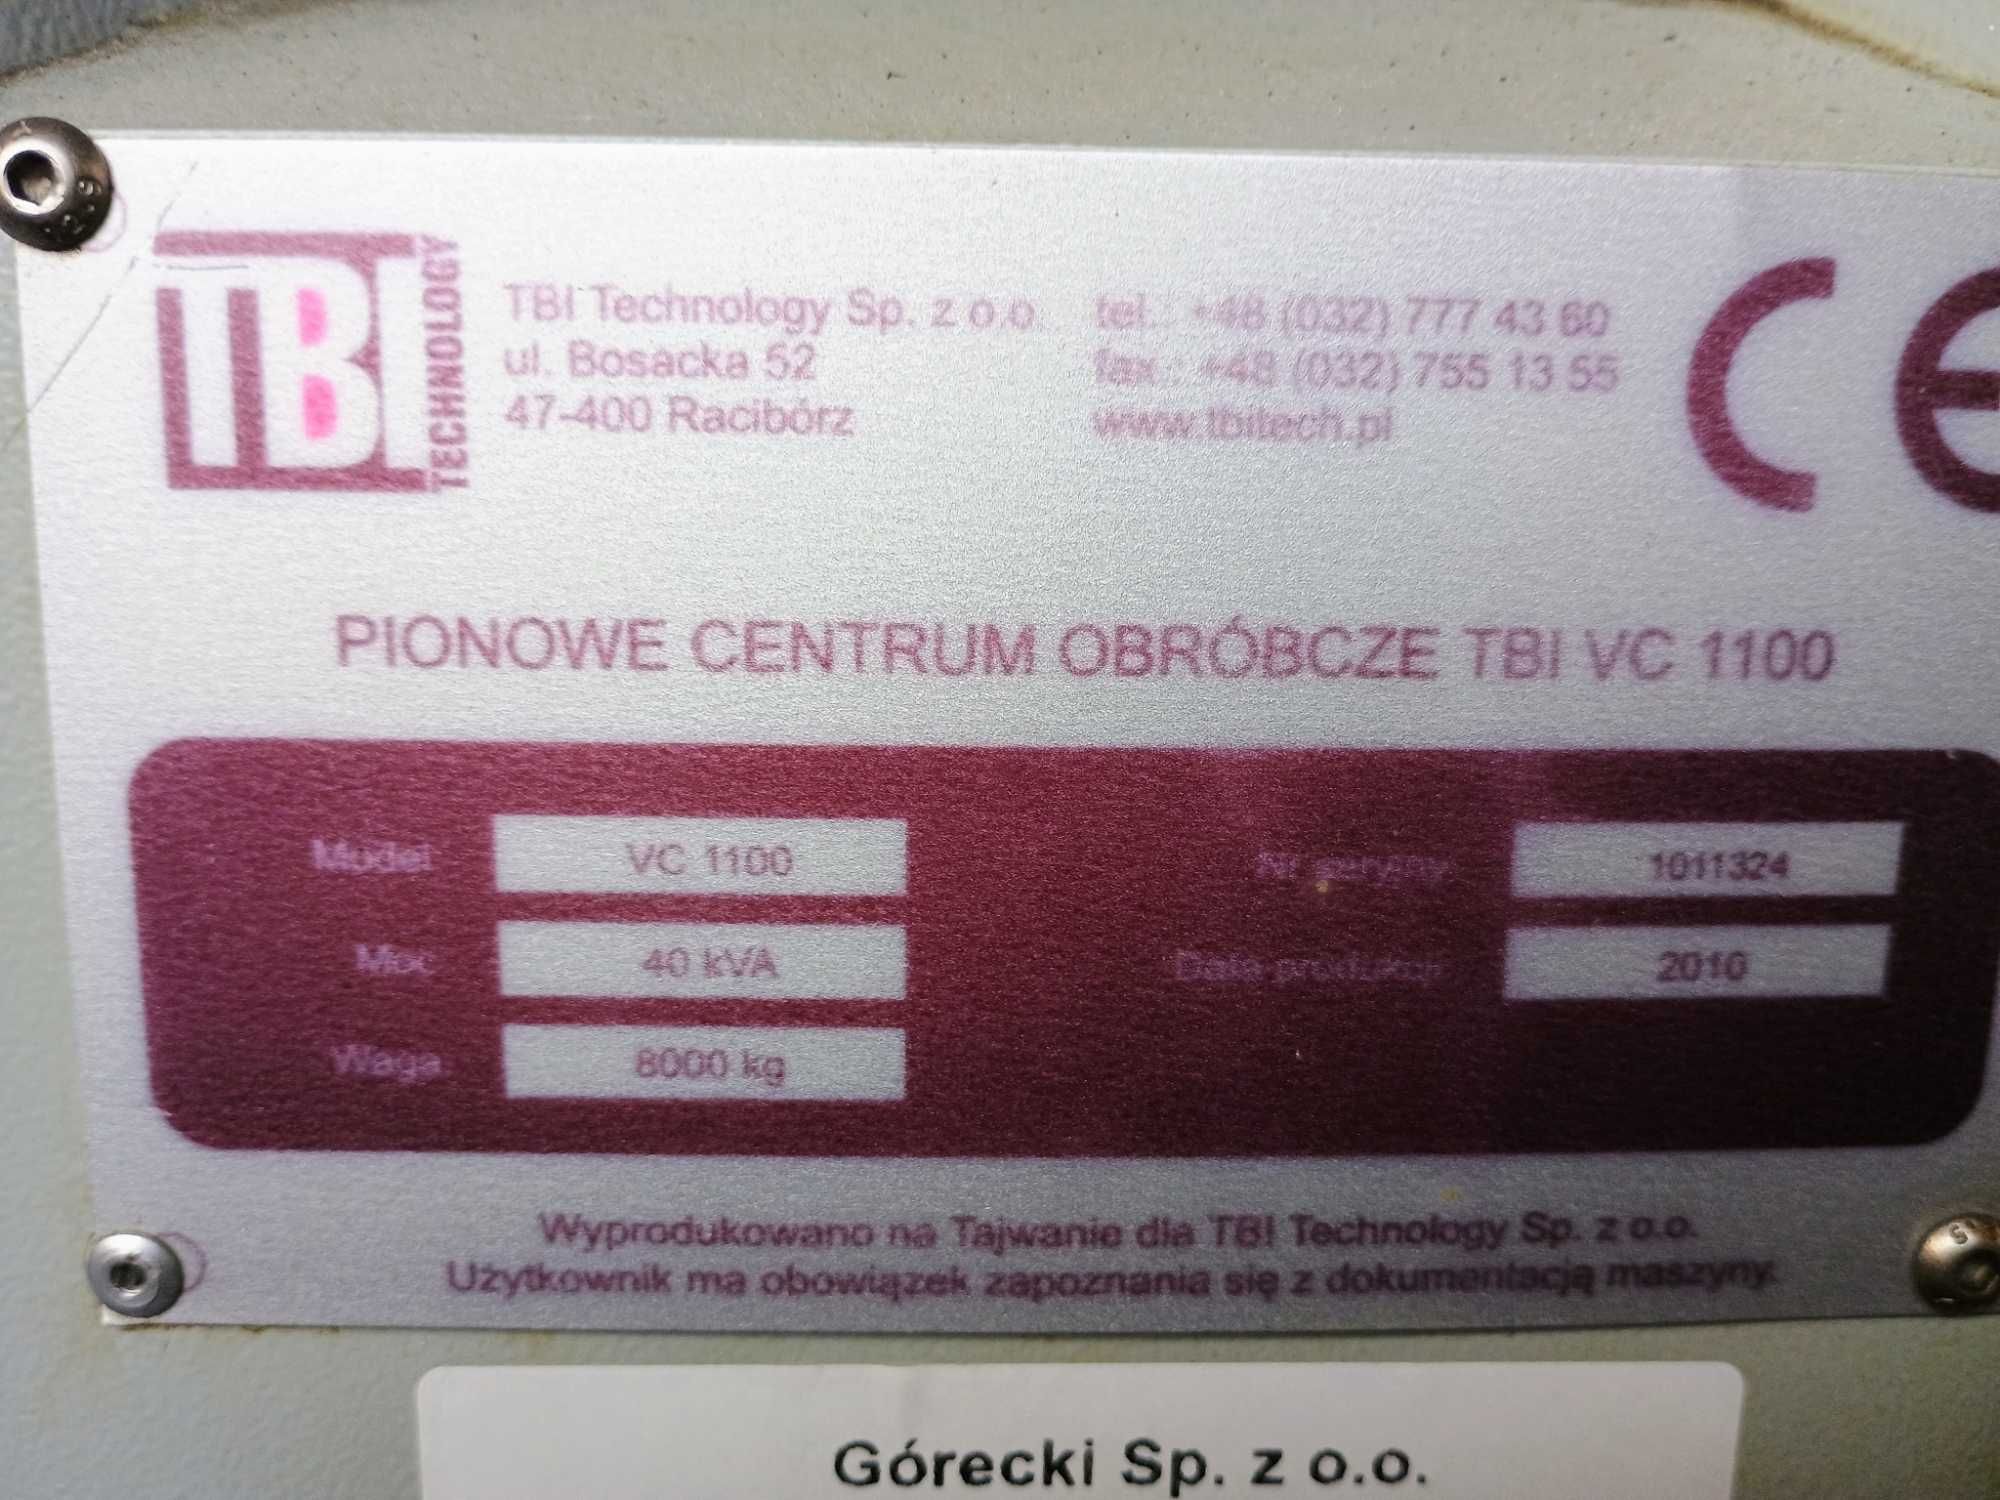 TBI
TECHNOLOGY
TBI Technology Sp. z o.o.
ul. Bosacka 52
47-400 Racibórz
tel.: +48 (032) 777 43 60
fax.: +48 (032) 755 13 55
www.tbitech.pl
CE
PIONOWE CENTRUM OBRÓBCZE TBI VC 1100
Model VC 1100
Nr seryjny 1011324
Moc 40 kVA
Data produkcji 2010
Waga 8000 kg
Wyprodukowano na Tajwanie dla TBI Technology Sp. z o.o.
Użytkownik ma obowiązek zapoznania się z dokumentacją maszyny.
Górecki Sp. z o.o.